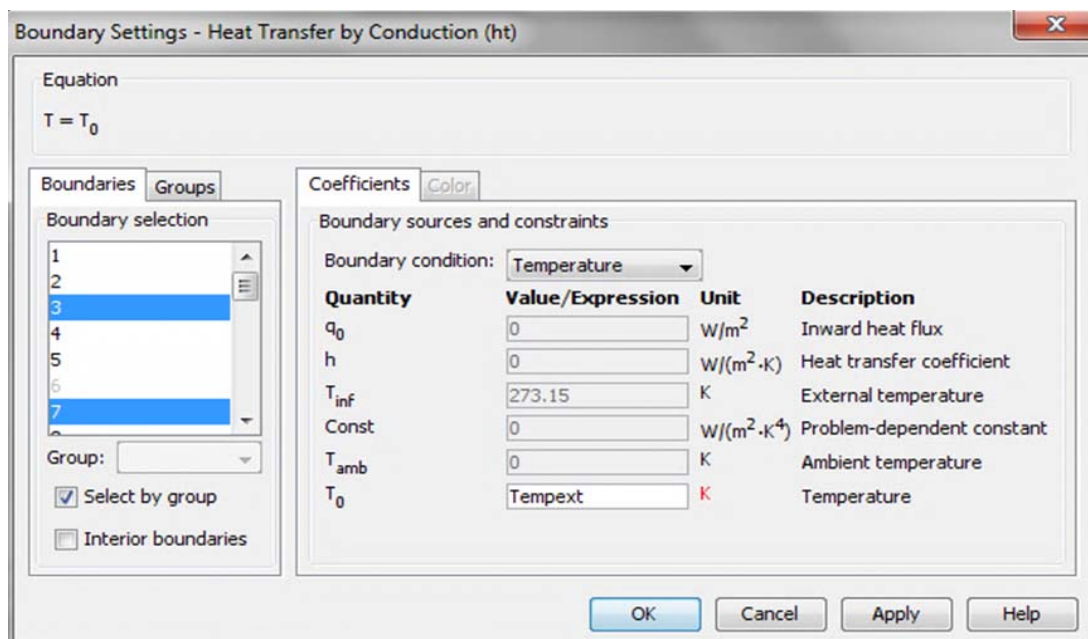 Boundary Settings - Heat Transfer by Conduction (ht)
Equation
T = T0
Boundaries Groups
Boundary selection
1
2
3
4
5
6
7
Group:
Select by group
Interior boundaries
Coefficients Color
Boundary sources and constraints
Boundary condition: Temperature
Quantity Value/Expression Unit Description
q0 0 W/m² Inward heat flux
h 0 W/(m²·K) Heat transfer coefficient
Tinf 273.15 K External temperature
Const 0 W/(m²·K⁴) Problem-dependent constant
Tamb 0 K Ambient temperature
T0 Tempext K Temperature
OK Cancel Apply Help